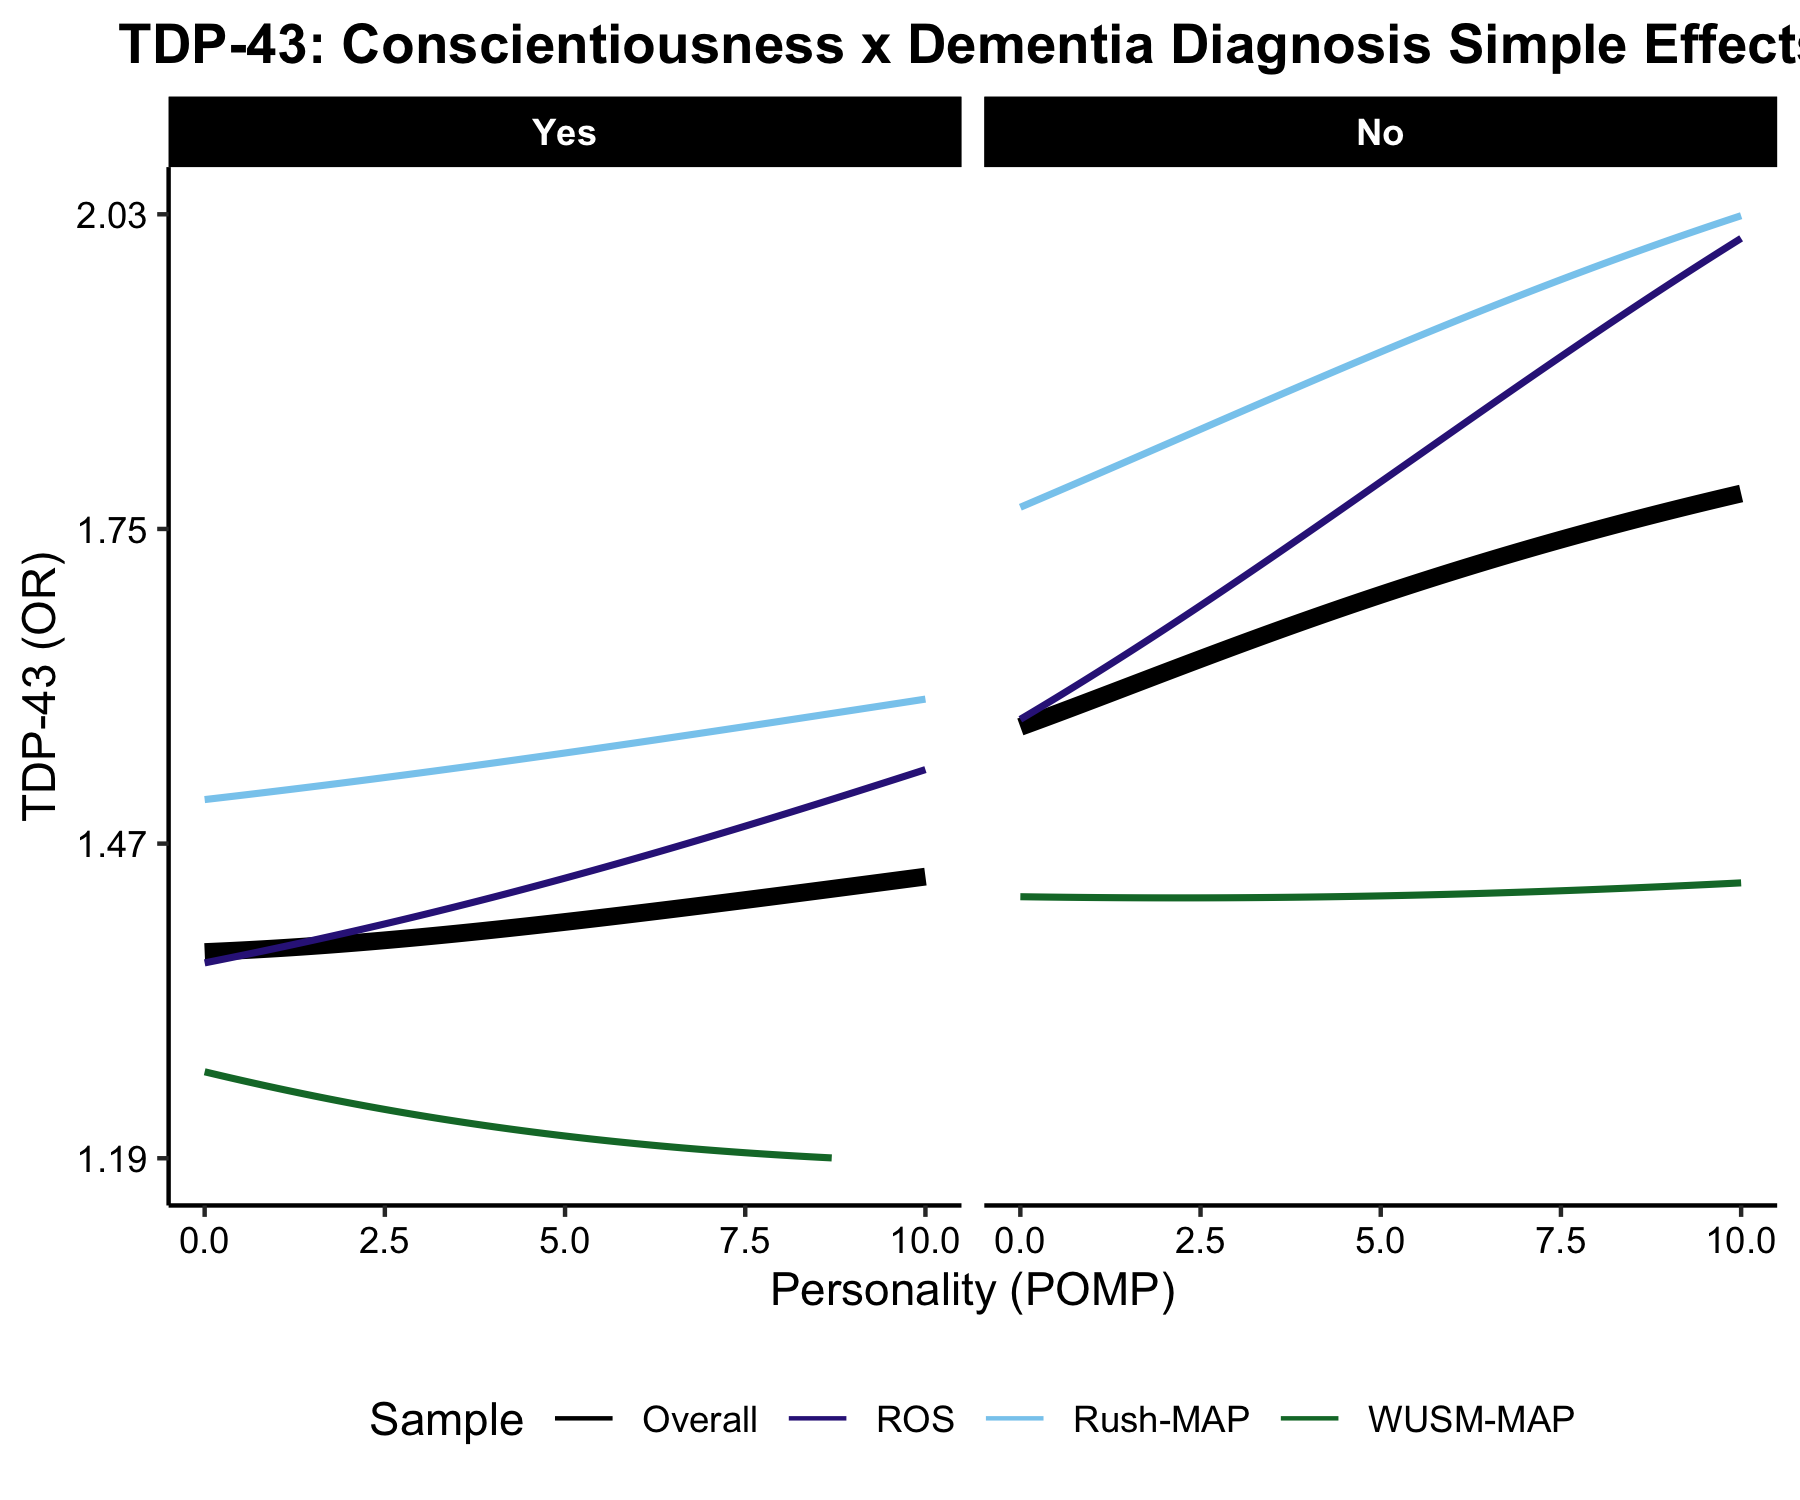 TDP-43: Conscientiousness x Dementia Diagnosis Simple Effects
Yes No
2.03
1.75
1.47
1.19
TDP-43 (OR)
0.0 2.5 5.0 7.5 10.0 0.0 2.5 5.0 7.5 10.0
Personality (POMP)
Sample Overall ROS Rush-MAP WUSM-MAP